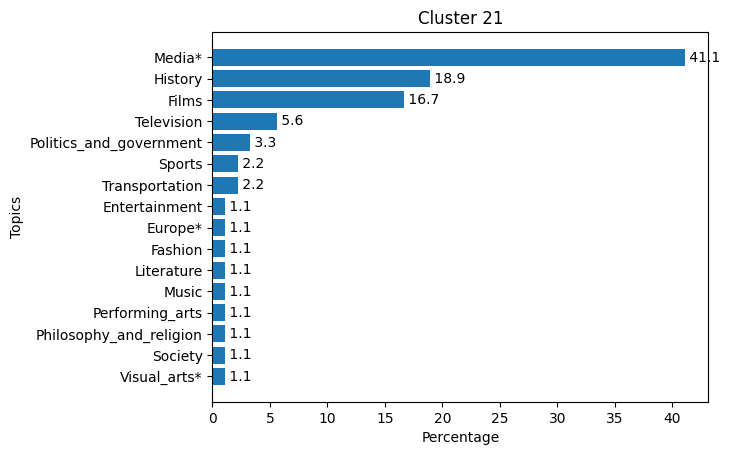 Cluster 21
Topics
Media* 41.1
History 18.9
Films 16.7
Television 5.6
Politics_and_government 3.3
Sports 2.2
Transportation 2.2
Entertainment 1.1
Europe* 1.1
Fashion 1.1
Literature 1.1
Music 1.1
Performing_arts 1.1
Philosophy_and_religion 1.1
Society 1.1
Visual_arts* 1.1
0 5 10 15 20 25 30 35 40
Percentage